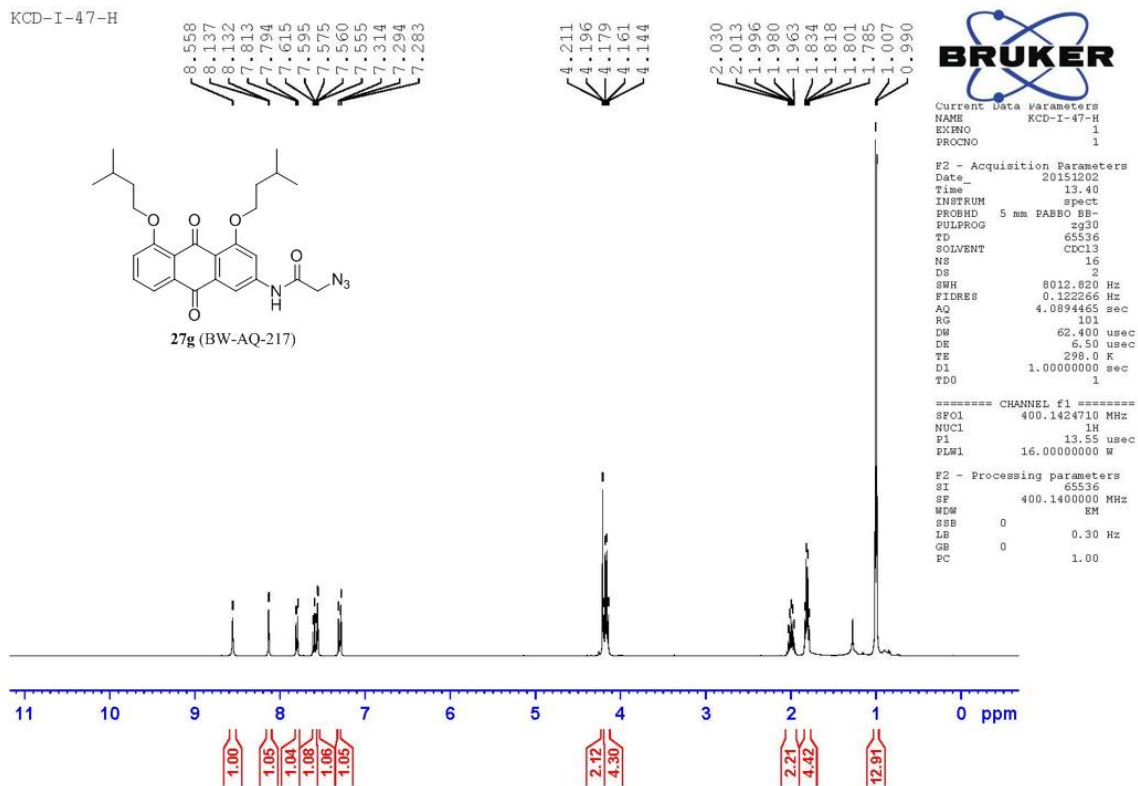 KCD-I-47-H
8.558
8.137
8.132
7.813
7.794
7.615
7.595
7.575
7.560
7.555
7.314
7.294
7.283
4.211
4.196
4.179
4.161
4.144
2.030
2.013
1.996
1.980
1.963
1.834
1.818
1.801
1.785
1.007
0.990
BRUKER
Current Data Parameters
NAME KCD-I-47-H
EXPNO 1
PROCNO 1
F2 - Acquisition Parameters
Date_ 20151202
Time 13.40
INSTRUM spect
PROBHD 5 mm PABBO BB-
PULPROG zg30
TD 65536
SOLVENT CDCl3
NS 16
DS 2
SWH 8012.820 Hz
FIDRES 0.122266 Hz
AQ 4.0894465 sec
RG 101
DW 62.400 usec
DE 6.50 usec
TE 298.0 K
D1 1.00000000 sec
TD0 1
======== CHANNEL f1 ========
SFO1 400.1424710 MHz
NUC1 1H
P1 13.55 usec
PLW1 16.00000000 W
F2 - Processing parameters
SI 65536
SF 400.1400000 MHz
WDW EM
SSB 0
LB 0.30 Hz
GB 0
PC 1.00
O O O O
O N3
N
H
O
27g (BW-AQ-217)
11 10 9 8 7 6 5 4 3 2 1 0 ppm
1.00
1.05
1.04
1.08
1.06
1.05
2.12
4.30
2.21
4.42
12.91